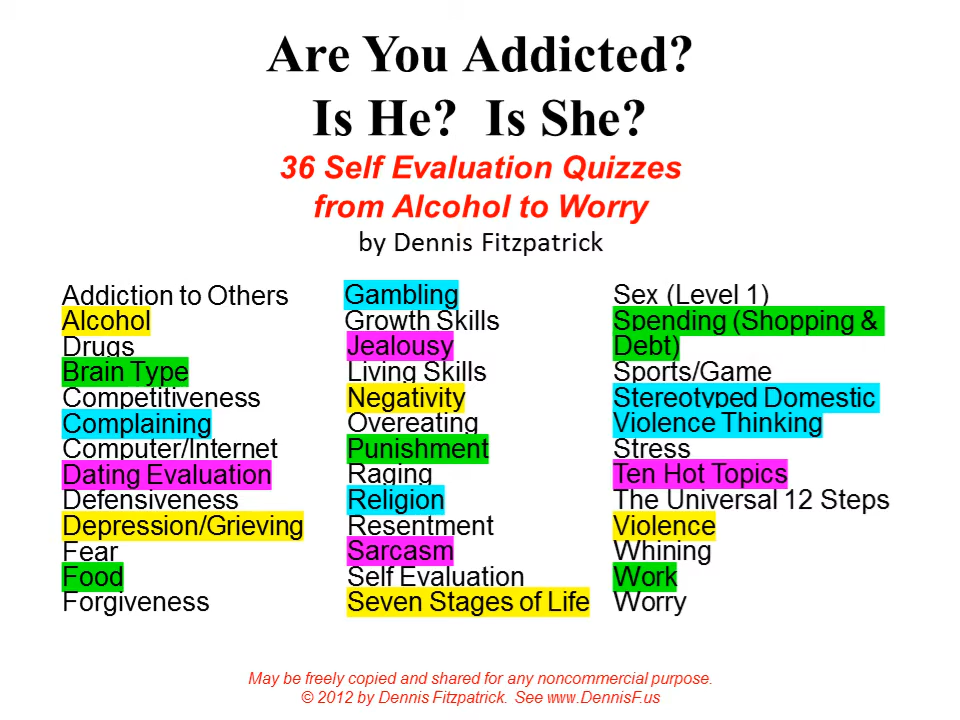 Are You Addicted?
Is He?  Is She?
36 Self Evaluation Quizzes
from Alcohol to Worry
by Dennis Fitzpatrick
Addiction to Others
Alcohol
Drugs
Brain Type
Competitiveness
Complaining
Computer/Internet
Dating Evaluation
Defensiveness
Depression/Grieving
Fear
Food
Forgiveness
Gambling
Growth Skills
Jealousy
Living Skills
Negativity
Overeating
Punishment
Raging
Religion
Resentment
Sarcasm
Self Evaluation
Seven Stages of Life
Sex (Level 1)
Spending (Shopping &
Debt)
Sports/Game
Stereotyped Domestic
Violence Thinking
Stress
Ten Hot Topics
The Universal 12 Steps
Violence
Whining
Work
Worry
May be freely copied and shared for any noncommercial purpose.
© 2012 by Dennis Fitzpatrick.  See www.DennisF.us